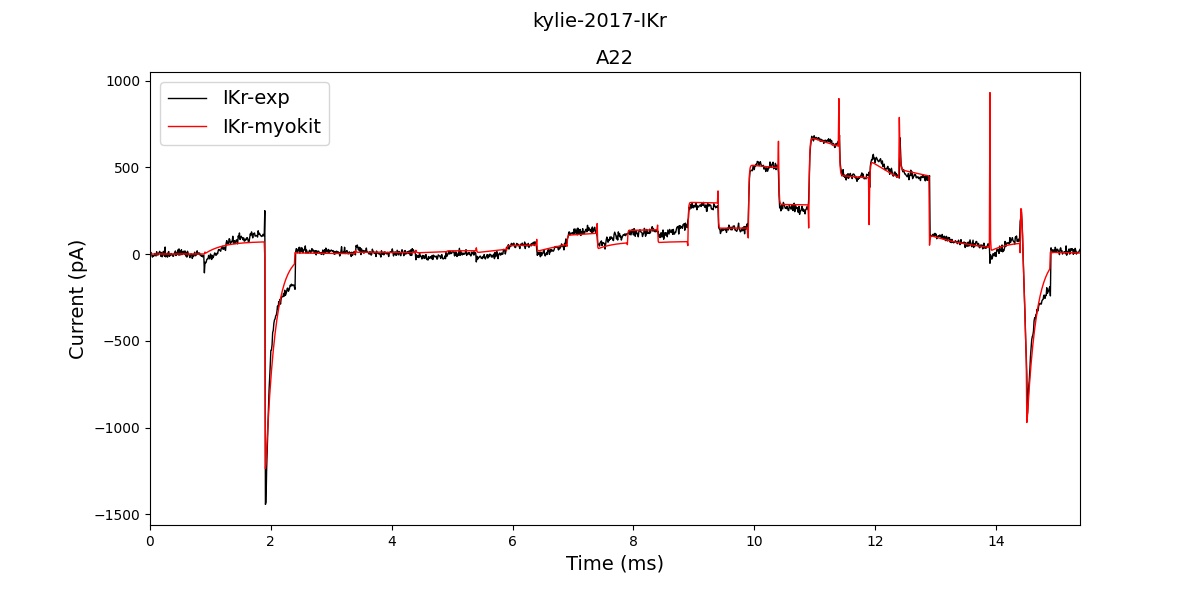 kylie-2017-IKr
A22
IKr-exp
IKr-myokit
1000
500
0
−500
−1000
−1500
Current (pA)
0 2 4 6 8 10 12 14
Time (ms)